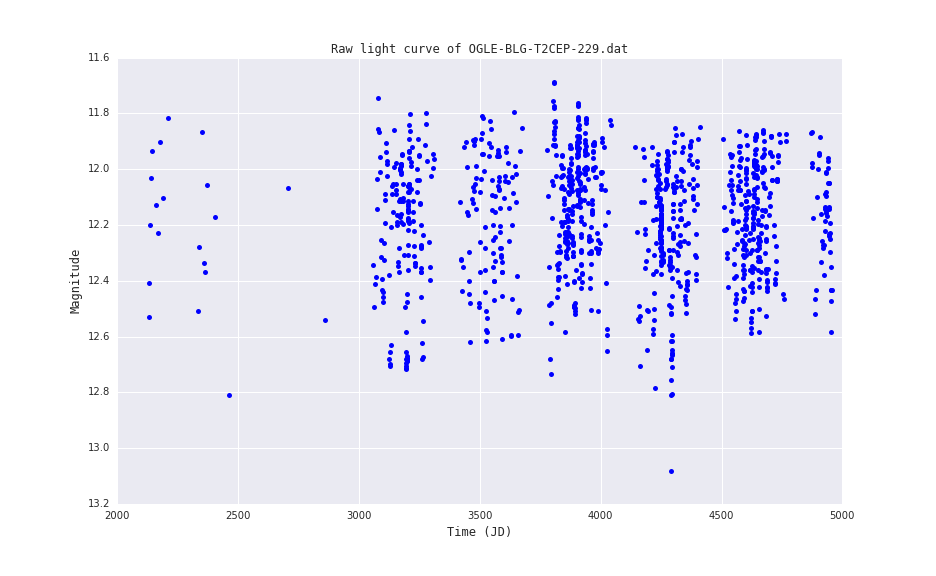 Raw light curve of OGLE-BLG-T2CEP-229.dat
11.6
11.8
12.0
12.2
12.4
12.6
12.8
13.0
13.2
Magnitude
2000 2500 3000 3500 4000 4500 5000
Time (JD)